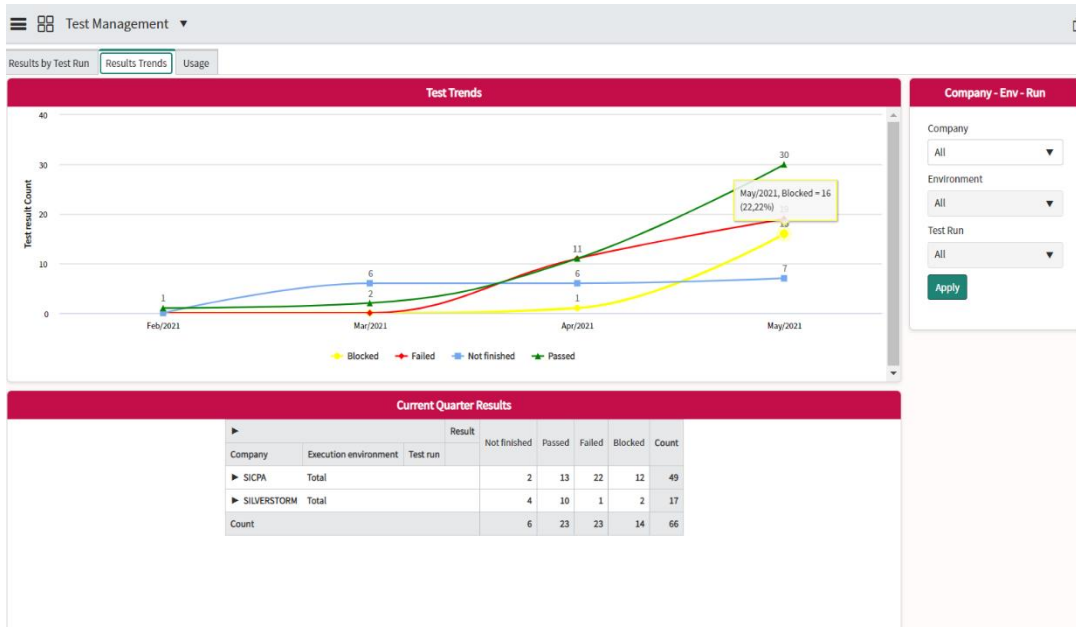 Test Management ▼
Results by Test Run Results Trends Usage
Test Trends
Test result Count
40
30
20
10
0
1
6
2
11
6
1
30
7
May/2021, Blocked = 16
(22,22%)
Feb/2021 Mar/2021 Apr/2021 May/2021
Blocked Failed Not finished Passed
Company - Env - Run
Company
All ▼
Environment
All ▼
Test Run
All ▼
Apply
Current Quarter Results
▶ Result Not finished Passed Failed Blocked Count
Company Execution environment Test run
▶ SICPA Total 2 13 22 12 49
▶ SILVERSTORM Total 4 10 1 2 17
Count 6 23 23 14 66